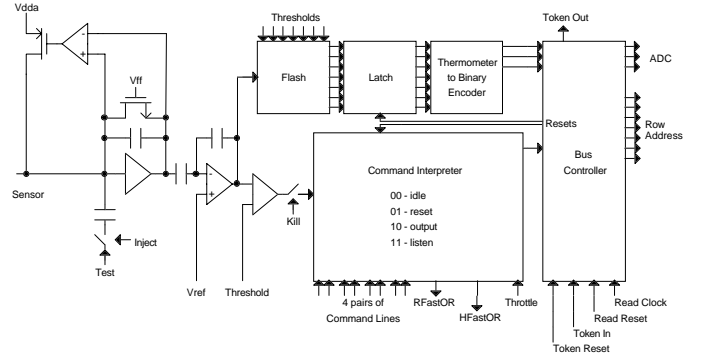 Vdda
Thresholds
Token Out
Flash
Latch
Thermometer
to Binary
Encoder
ADC
Vff
Resets
Row
Address
Bus
Controller
Command Interpreter
00 - idle
01 - reset
10 - output
11 - listen
Sensor
Kill
Inject
Test
Vref
Threshold
4 pairs of
Command Lines
RFastOR
HFastOR
Throttle
Read Clock
Read Reset
Token In
Token Reset
-
+
-
+